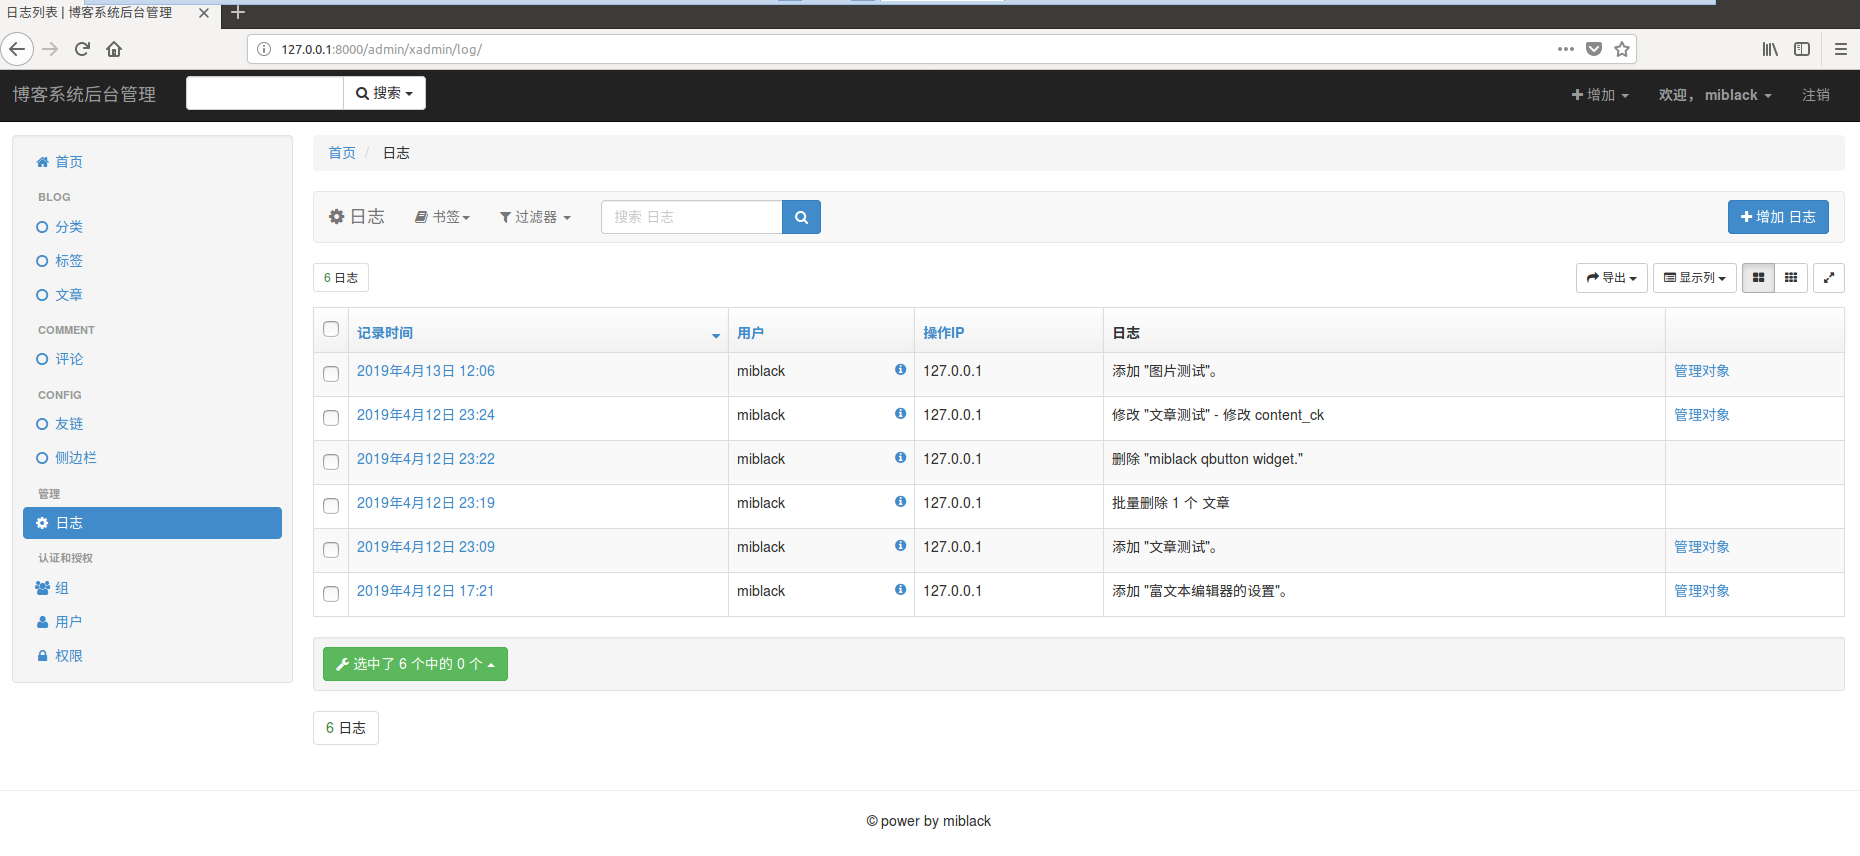 日志列表 | 博客系统后台管理
127.0.0.1:8000/admin/xadmin/log/
博客系统后台管理 搜索 增加 欢迎， miblack 注销
首页
BLOG
分类
标签
文章
COMMENT
评论
CONFIG
友链
侧边栏
管理
日志
认证和授权
组
用户
权限
首页 / 日志
日志 书签 过滤器 搜索 日志 增加 日志
6 日志 导出 显示列
记录时间 用户 操作IP 日志
2019年4月13日 12:06 miblack 127.0.0.1 添加 "图片测试"。 管理对象
2019年4月12日 23:24 miblack 127.0.0.1 修改 "文章测试" - 修改 content_ck 管理对象
2019年4月12日 23:22 miblack 127.0.0.1 删除 "miblack qbutton widget."
2019年4月12日 23:19 miblack 127.0.0.1 批量删除 1 个 文章
2019年4月12日 23:09 miblack 127.0.0.1 添加 "文章测试"。 管理对象
2019年4月12日 17:21 miblack 127.0.0.1 添加 "富文本编辑器的设置"。 管理对象
选中了 6 个中的 0 个
6 日志
© power by miblack